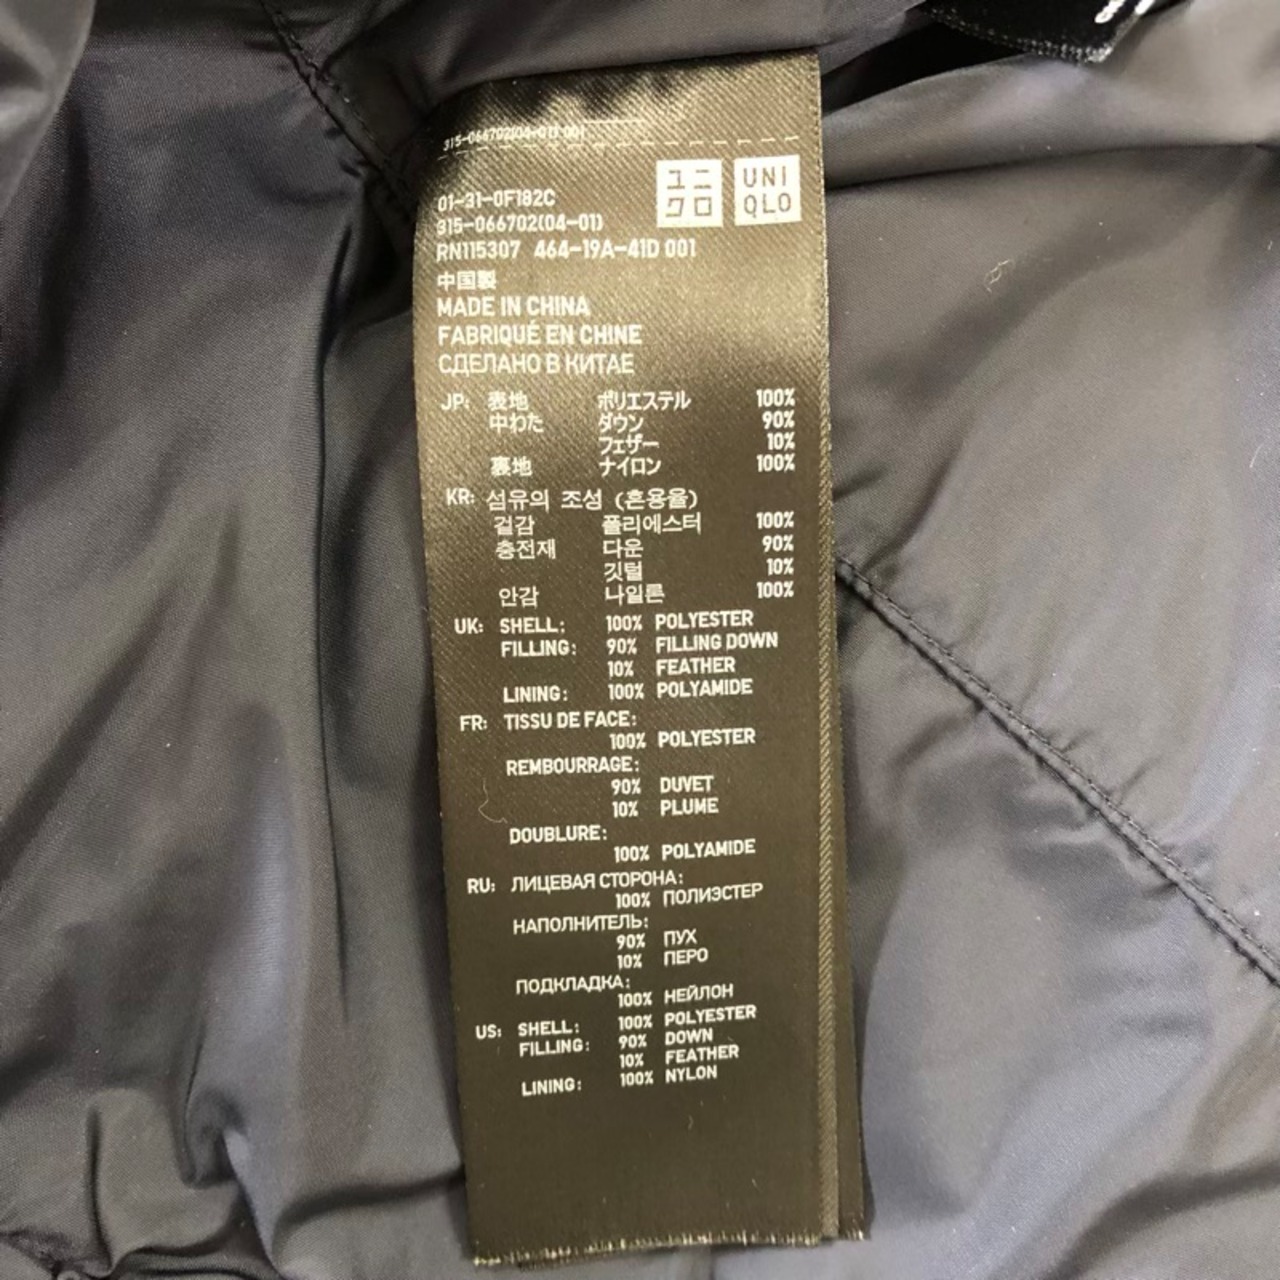 315-066702(04-01) 001
ユニ
クロ
UNI
QLO
01-31-0F182C
315-066702(04-01)
RN115307 464-19A-41D 001
中国製
MADE IN CHINA
FABRIQUÉ EN CHINE
СДЕЛАНО В КИТАЕ
JP: 表地 ポリエステル 100%
中わた ダウン 90%
フェザー 10%
裏地 ナイロン 100%
KR: 섬유의 조성 (혼용율)
겉감 폴리에스터 100%
충전재 다운 90%
깃털 10%
안감 나일론 100%
UK: SHELL: 100% POLYESTER
FILLING: 90% FILLING DOWN
10% FEATHER
LINING: 100% POLYAMIDE
FR: TISSU DE FACE:
100% POLYESTER
REMBOURRAGE:
90% DUVET
10% PLUME
DOUBLURE:
100% POLYAMIDE
RU: ЛИЦЕВАЯ СТОРОНА:
100% ПОЛИЭСТЕР
НАПОЛНИТЕЛЬ:
90% ПУХ
10% ПЕРО
ПОДКЛАДКА:
100% НЕЙЛОН
US: SHELL: 100% POLYESTER
FILLING: 90% DOWN
10% FEATHER
LINING: 100% NYLON